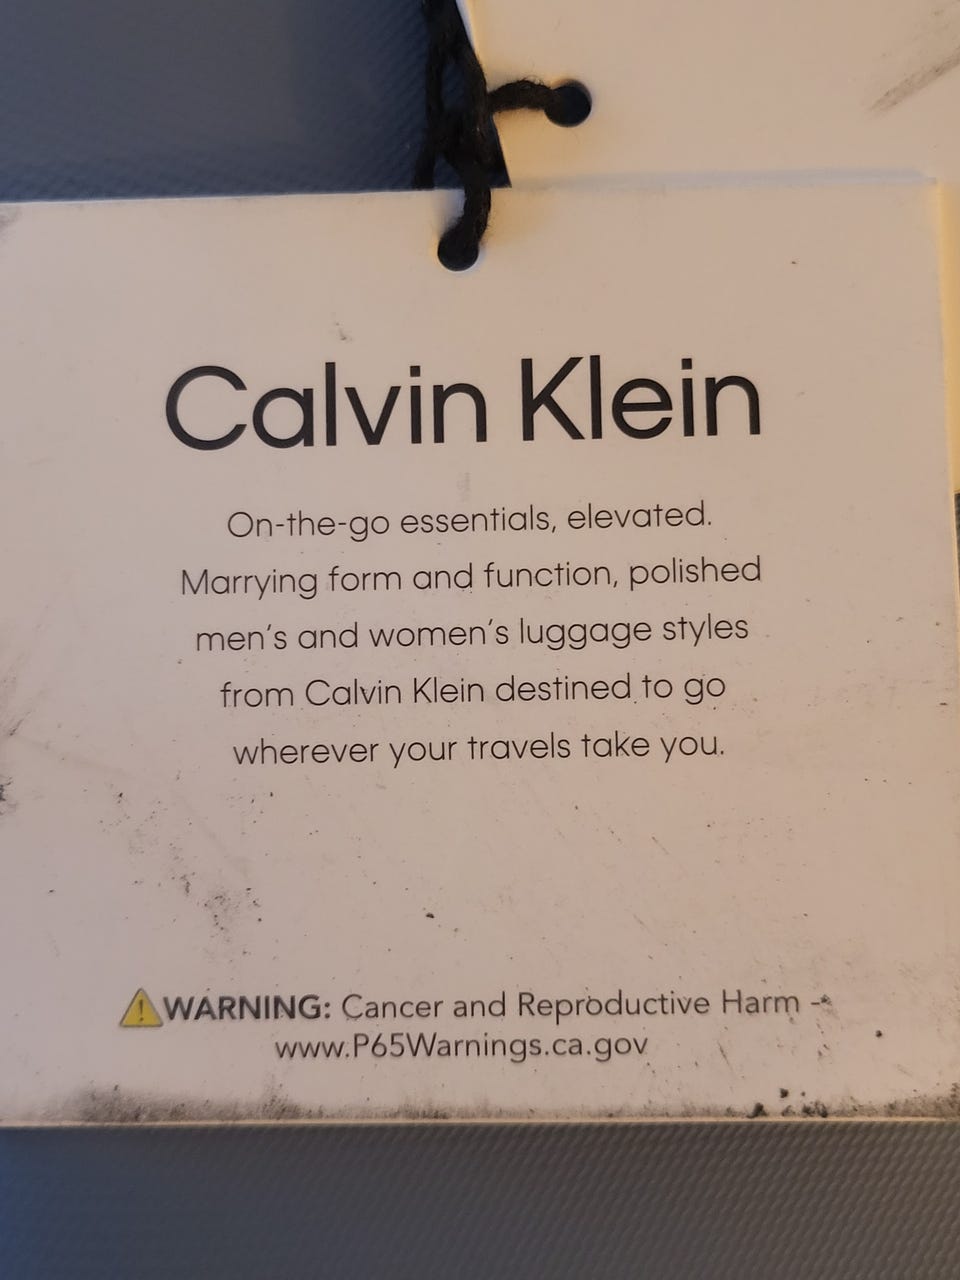 Calvin Klein
On-the-go essentials, elevated.
Marrying form and function, polished
men's and women's luggage styles
from Calvin Klein destined to go
wherever your travels take you.
⚠WARNING: Cancer and Reproductive Harm -
www.P65Warnings.ca.gov